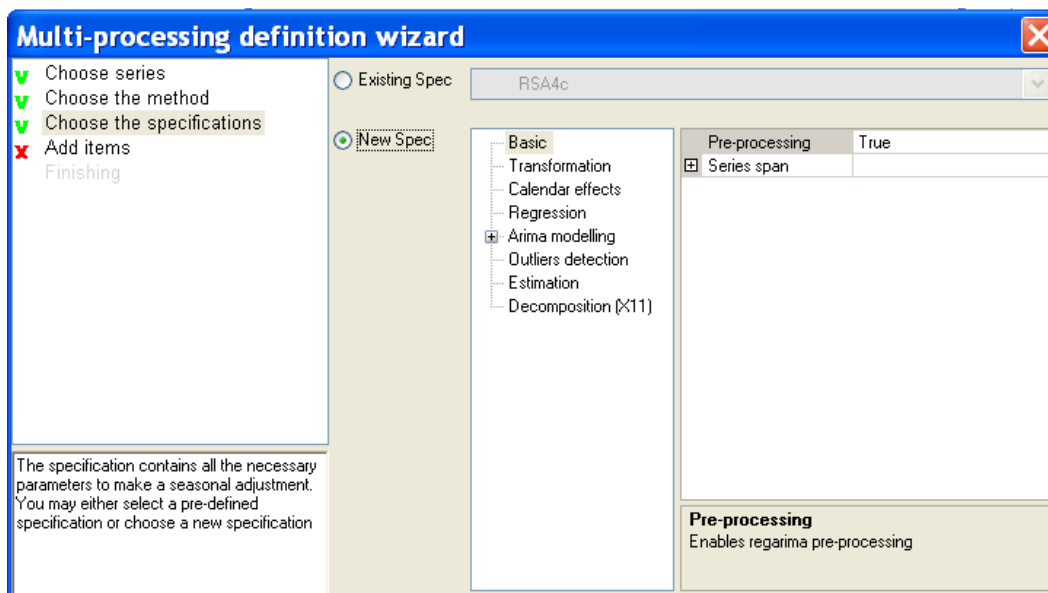 Multi-processing definition wizard
v Choose series
v Choose the method
v Choose the specifications
x Add items
Finishing
Existing Spec
RSA4c
New Spec
Basic
Transformation
Calendar effects
Regression
Arima modelling
Outliers detection
Estimation
Decomposition (X11)
Pre-processing True
Series span
The specification contains all the necessary
parameters to make a seasonal adjustment.
You may either select a pre-defined
specification or choose a new specification
Pre-processing
Enables regarima pre-processing